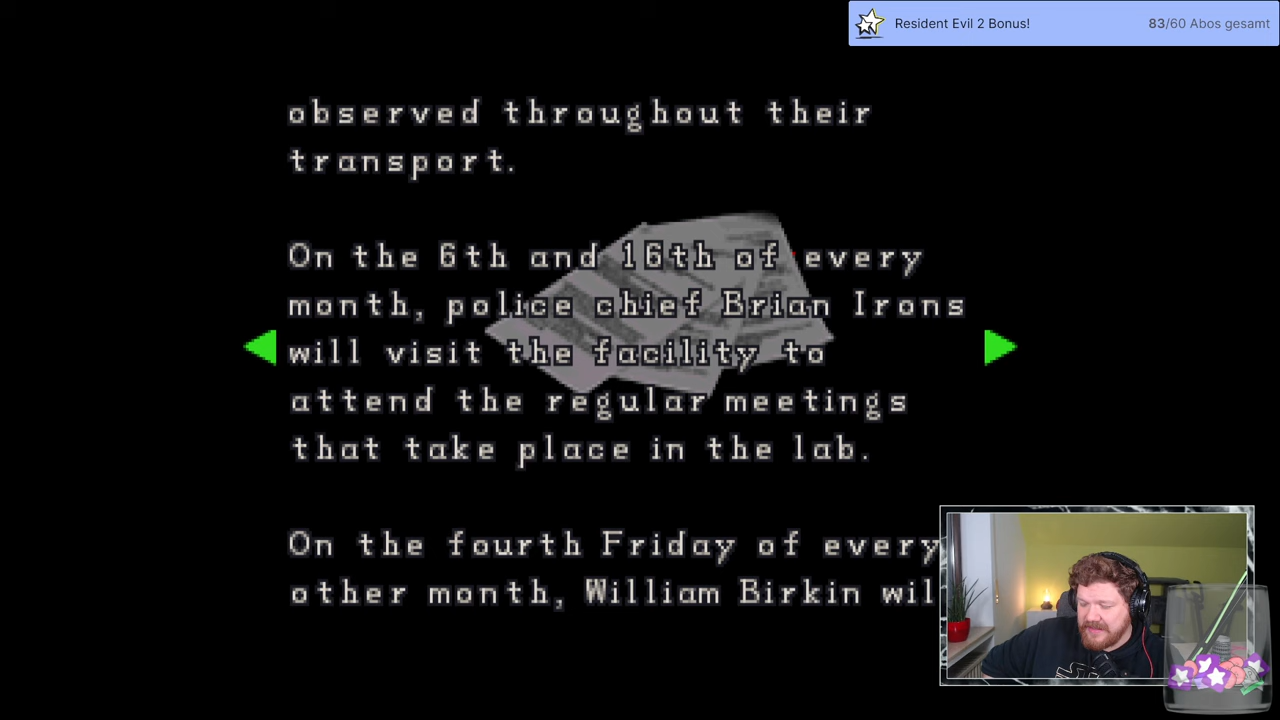 Resident Evil 2 Bonus! 83/60 Abos gesamt
observed throughout their
transport.
On the 6th and 16th of every
month, police chief Brian Irons
will visit the facility to
attend the regular meetings
that take place in the lab.
On the fourth Friday of every
other month, William Birkin wil